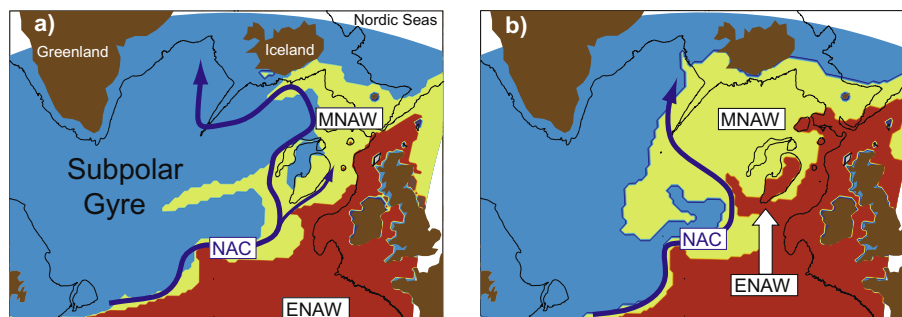 a)
Nordic Seas
Greenland
Iceland
MNAW
Subpolar
Gyre
NAC
ENAW
b)
MNAW
NAC
ENAW